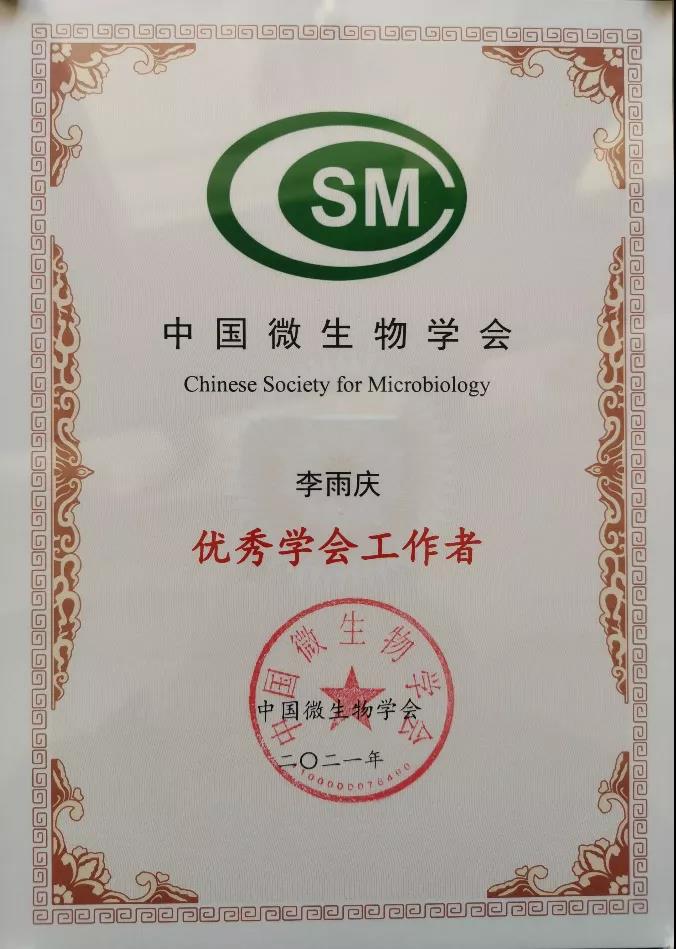 CSM
中国微生物学会
Chinese Society for Microbiology
李雨庆
优秀学会工作者
中国微生物学会
中国微生物学会
二〇二一年